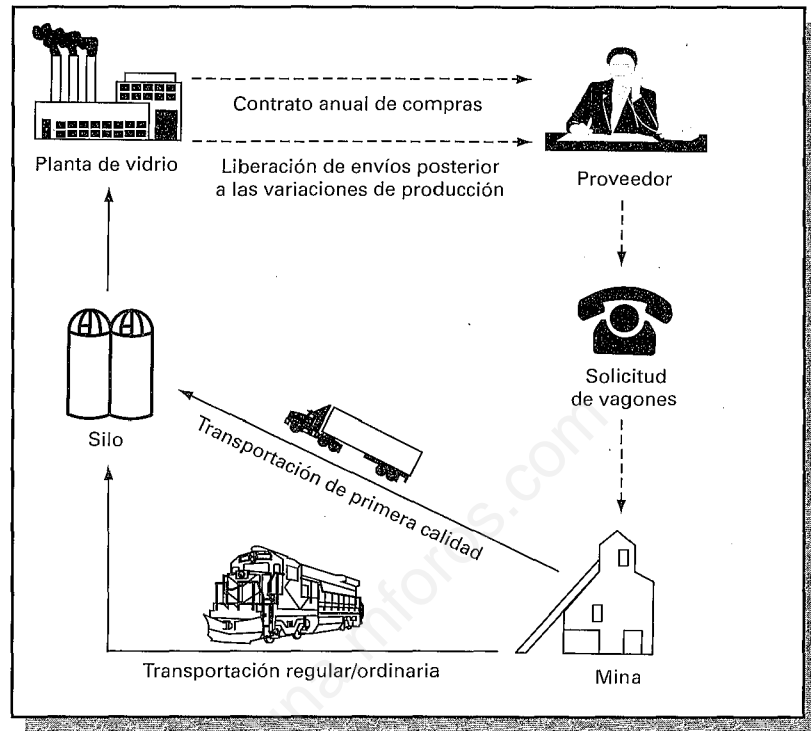 Contrato anual de compras
Planta de vidrio
Liberación de envíos posterior
a las variaciones de producción
Proveedor
Solicitud
de vagones
Silo
Transportación de primera calidad
Transportación regular/ordinaria
Mina